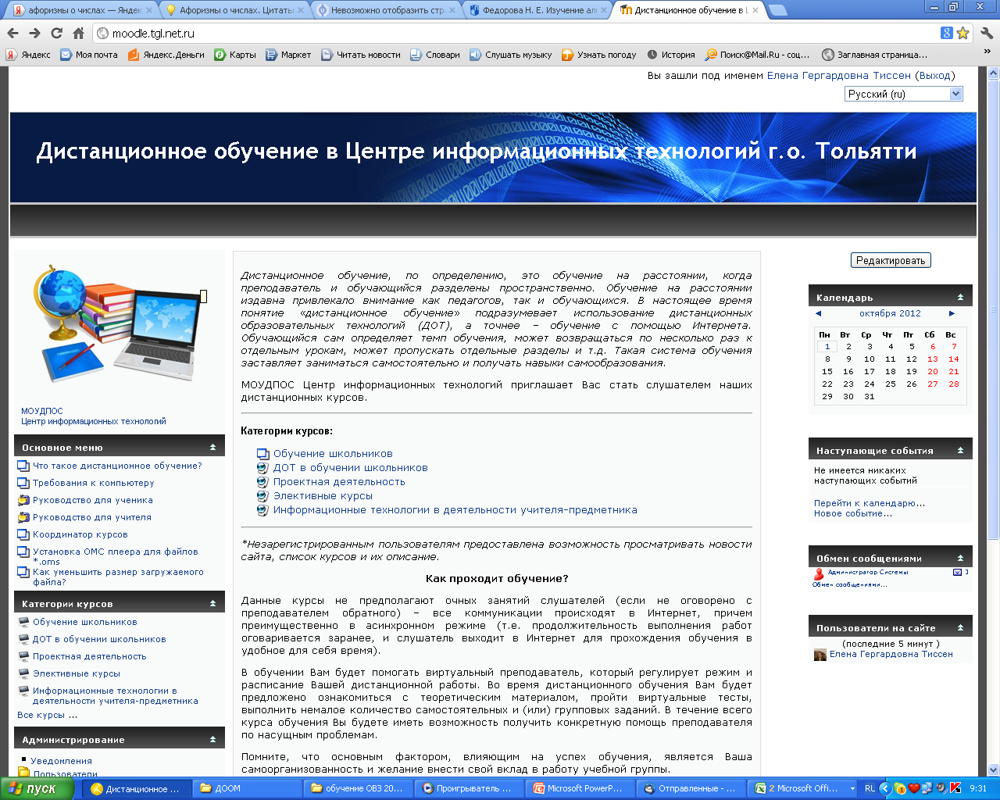 афоризмы о числах — Яндек
Афоризмы о числах. Цитаты
Невозможно отобразить стр
Федорова Н. Е. Изучение ал
Дистанционное обучение в Ц
moodle.tgl.net.ru
Яндекс
Моя почта
Яндекс.Деньги
Карты
Маркет
Читать новости
Словари
Слушать музыку
Узнать погоду
История
Поиск@Mail.Ru - соц...
Заглавная страница...
Вы зашли под именем Елена Гергардовна Тиссен (Выход)
Русский (ru)
Дистанционное обучение в Центре информационных технологий г.о. Тольятти
МОУДПОС
Центр информационных технологий
Основное меню
Что такое дистанционное обучение?
Требования к компьютеру
Руководство для ученика
Руководство для учителя
Координатор курсов
Установка ОМС плеера для файлов
*.oms
Как уменьшить размер загружаемого
файла?
Категории курсов
Обучение школьников
ДОТ в обучении школьников
Проектная деятельность
Элективные курсы
Информационные технологии в
деятельности учителя-предметника
Все курсы ...
Администрирование
Уведомления
Пользователи
Дистанционное обучение, по определению, это обучение на расстоянии, когда
преподаватель и обучающийся разделены пространственно. Обучение на расстоянии
издавна привлекало внимание как педагогов, так и обучающихся. В настоящее время
понятие «дистанционное обучение» подразумевает использование дистанционных
образовательных технологий (ДОТ), а точнее – обучение с помощью Интернета.
Обучающийся сам определяет темп обучения, может возвращаться по несколько раз к
отдельным урокам, может пропускать отдельные разделы и т.д. Такая система обучения
заставляет заниматься самостоятельно и получать навыки самообразования.
МОУДПОС Центр информационных технологий приглашает Вас стать слушателем наших
дистанционных курсов.
Категории курсов:
Обучение школьников
ДОТ в обучении школьников
Проектная деятельность
Элективные курсы
Информационные технологии в деятельности учителя-предметника
*Незарегистрированным пользователям предоставлена возможность просматривать новости
сайта, список курсов и их описание.
Как проходит обучение?
Данные курсы не предполагают очных занятий слушателей (если не оговорено с
преподавателем обратного) – все коммуникации происходят в Интернет, причем
преимущественно в асинхронном режиме (т.е. продолжительность выполнения работ
оговаривается заранее, и слушатель выходит в Интернет для прохождения обучения в
удобное для себя время).
В обучении Вам будет помогать виртуальный преподаватель, который регулирует режим и
расписание Вашей дистанционной работы. Во время дистанционного обучения Вам будет
предложено ознакомиться с теоретическим материалом, пройти виртуальные тесты,
выполнить немалое количество самостоятельных и (или) групповых заданий. В течение всего
курса обучения Вы будете иметь возможность получить конкретную помощь преподавателя
по насущным проблемам.
Помните, что основным фактором, влияющим на успех обучения, является Ваша
самоорганизованность и желание внести свой вклад в работу учебной группы.
Редактировать
Календарь
октября 2012
Пн Вт Ср Чт Пт Сб Вс
1 2 3 4 5 6 7
8 9 10 11 12 13 14
15 16 17 18 19 20 21
22 23 24 25 26 27 28
29 30 31
Наступающие события
Не имеется никаких
наступающих событий
Перейти к календарю...
Новое событие...
Обмен сообщениями
Администратор Системы
Обмен сообщениями...
Пользователи на сайте
(последние 5 минут )
Елена Гергардовна Тиссен
пуск
Дистанционное ...
ДООМ
обучение ОВЗ 20...
Проигрыватель ...
Microsoft PowerP...
Отправленные - ...
2 Microsoft Offi...
RL
9:31